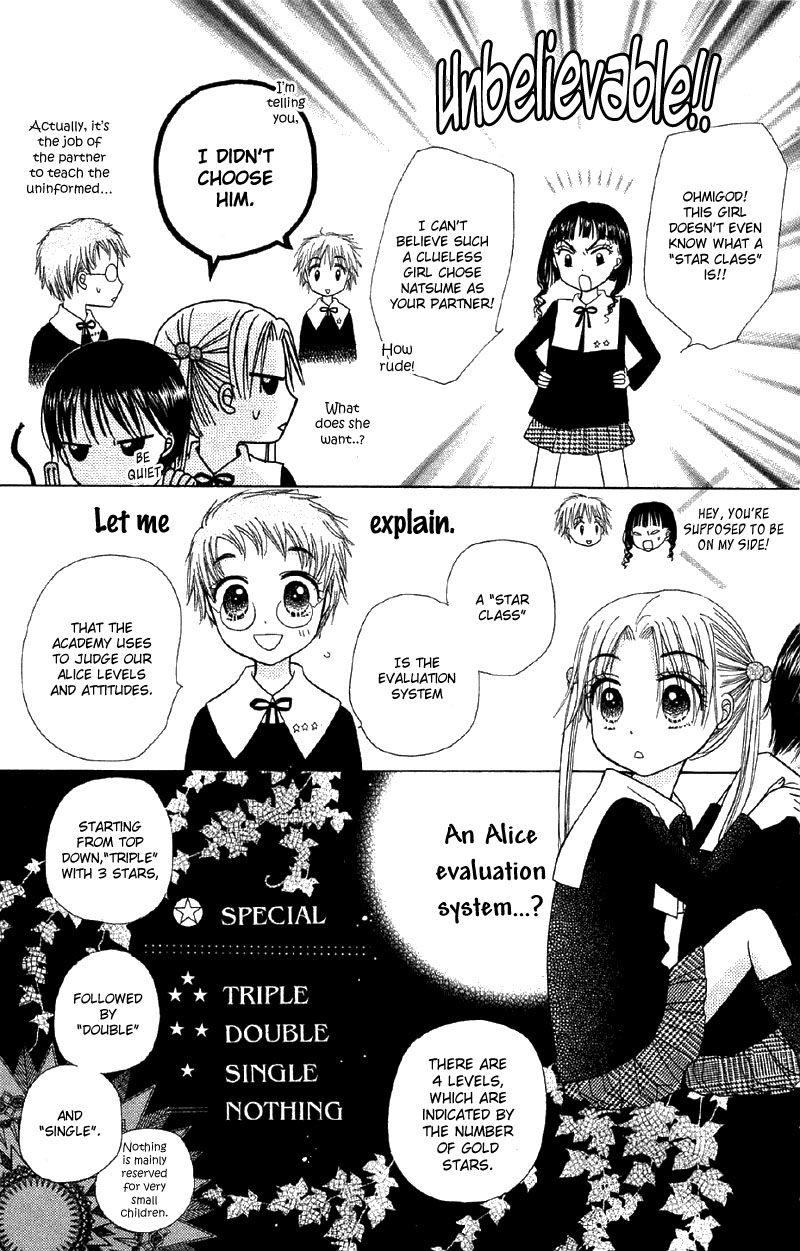 Unbelievable!!
OHMIGOD!
THIS GIRL
DOESN'T EVEN
KNOW WHAT A
"STAR CLASS"
IS!!
I CAN'T
BELIEVE SUCH
A CLUELESS
GIRL CHOSE
NATSUME AS
YOUR PARTNER!
How
rude!
I'm
telling
you,
I DIDN'T
CHOOSE
HIM.
Actually, it's
the job of
the partner
to teach the
uninformed...
What
does she
want..?
BE
QUIET
Let me explain.
HEY, YOU'RE
SUPPOSED TO BE
ON MY SIDE!
A "STAR
CLASS"
IS THE
EVALUATION
SYSTEM
THAT THE
ACADEMY USES
TO JUDGE OUR
ALICE LEVELS
AND ATTITUDES.
An Alice
evaluation
system...?
STARTING
FROM TOP
DOWN,"TRIPLE"
WITH 3 STARS,
FOLLOWED
BY
"DOUBLE"
AND
"SINGLE".
Nothing
is mainly
reserved
for very
small
children.
SPECIAL
TRIPLE
DOUBLE
SINGLE
NOTHING
THERE ARE
4 LEVELS,
WHICH ARE
INDICATED BY
THE NUMBER
OF GOLD
STARS.